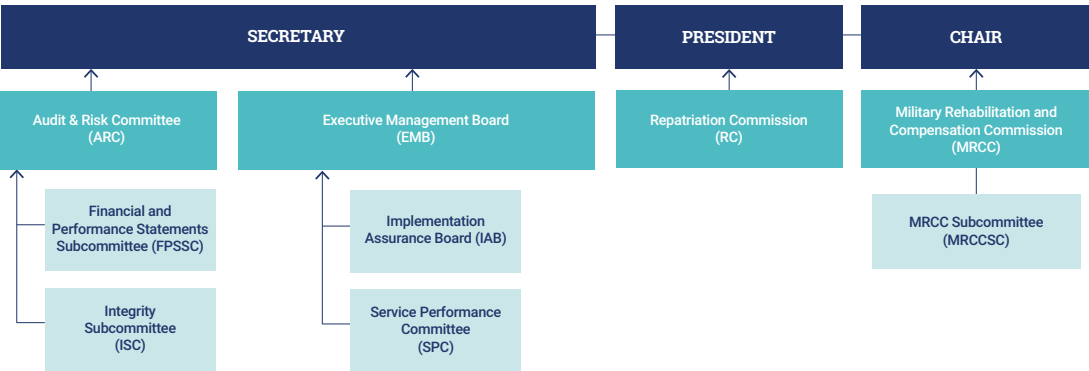 SECRETARY
PRESIDENT
CHAIR
Audit & Risk Committee
(ARC)
Executive Management Board
(EMB)
Repatriation Commission
(RC)
Military Rehabilitation and
Compensation Commission
(MRCC)
Financial and
Performance Statements
Subcommittee (FPSSC)
Implementation
Assurance Board (IAB)
MRCC Subcommittee
(MRCCSC)
Integrity
Subcommittee
(ISC)
Service Performance
Committee
(SPC)